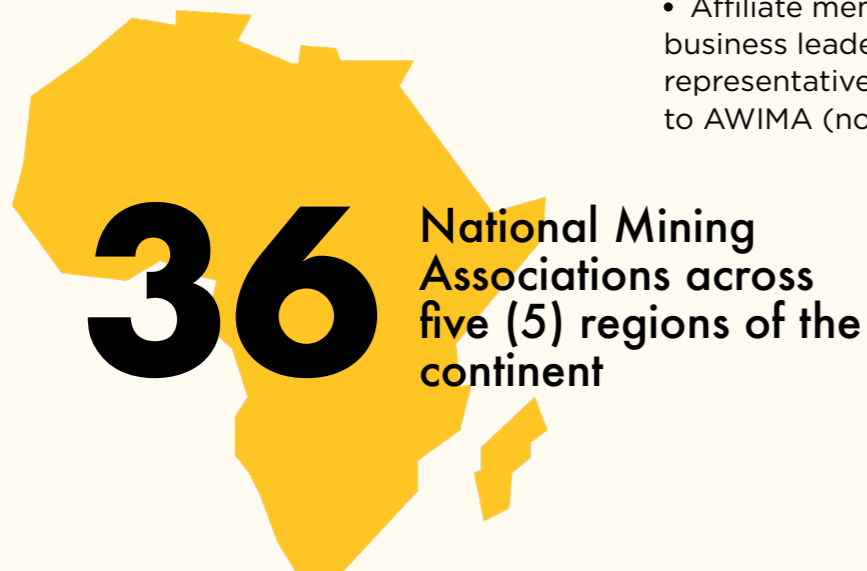 • Affiliate
business
representative
to AWIMA
36
National Mining
Associations across
five (5) regions of the
continent